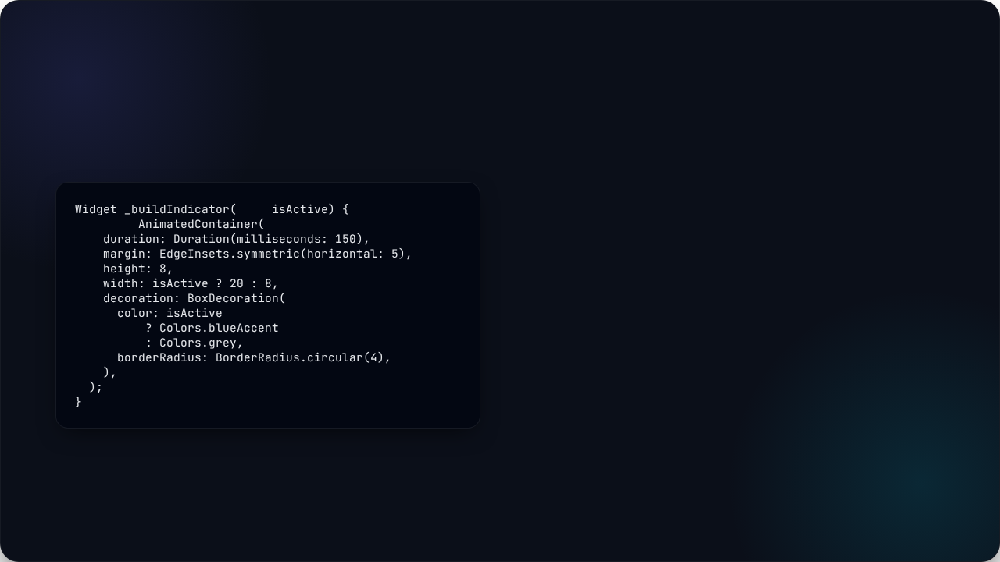 Widget _buildIndicator(     isActive) {
         AnimatedContainer(
    duration: Duration(milliseconds: 150),
    margin: EdgeInsets.symmetric(horizontal: 5),
    height: 8,
    width: isActive ? 20 : 8,
    decoration: BoxDecoration(
      color: isActive
          ? Colors.blueAccent
          : Colors.grey,
      borderRadius: BorderRadius.circular(4),
    ),
  );
}